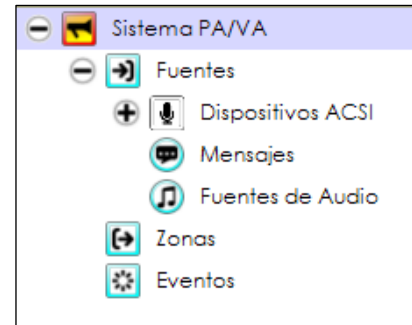 Sistema PA/VA
Fuentes
Dispositivos ACSI
Mensajes
Fuentes de Audio
Zonas
Eventos